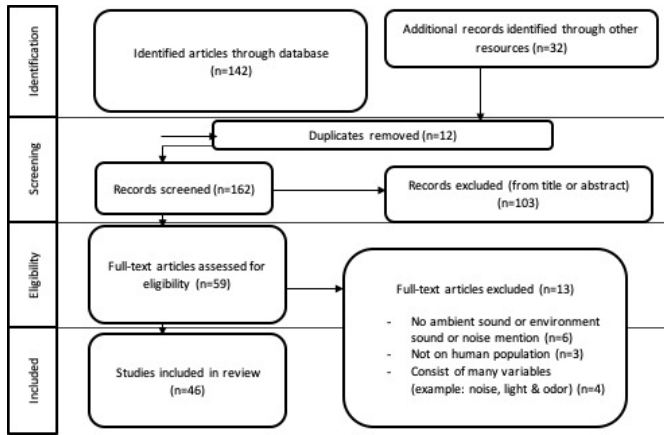 Identification
Identified articles through database
(n=142)
Additional records identified through other
resources (n=32)
Screening
Duplicates removed (n=12)
Records screened (n=162)
Records excluded (from title or abstract)
(n=103)
Eligibility
Full-text articles assessed for
eligibility (n=59)
Full-text articles excluded (n=13)
- No ambient sound or environment
sound or noise mention (n=6)
- Not on human population (n=3)
- Consist of many variables
(example: noise, light & odor) (n=4)
Included
Studies included in review
(n=46)